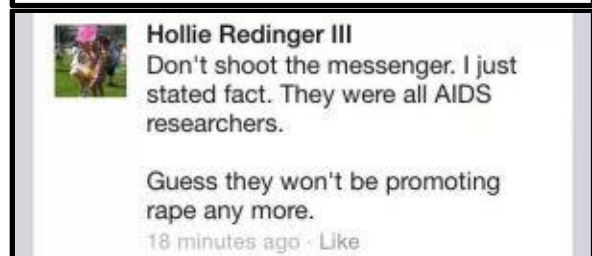 Hollie Redinger III
Don't shoot the messenger. I just
stated fact. They were all AIDS
researchers.
Guess they won't be promoting
rape any more.
18 minutes ago · Like